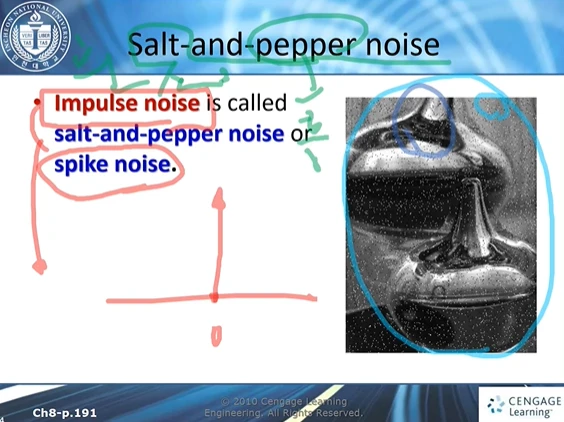 Salt-and-pepper noise
• Impulse noise is called
salt-and-pepper noise or
spike noise.
0
Ch8-p.191
© 2010 Cengage Learning
Engineering. All Rights Reserved.
CENGAGE
Learning™